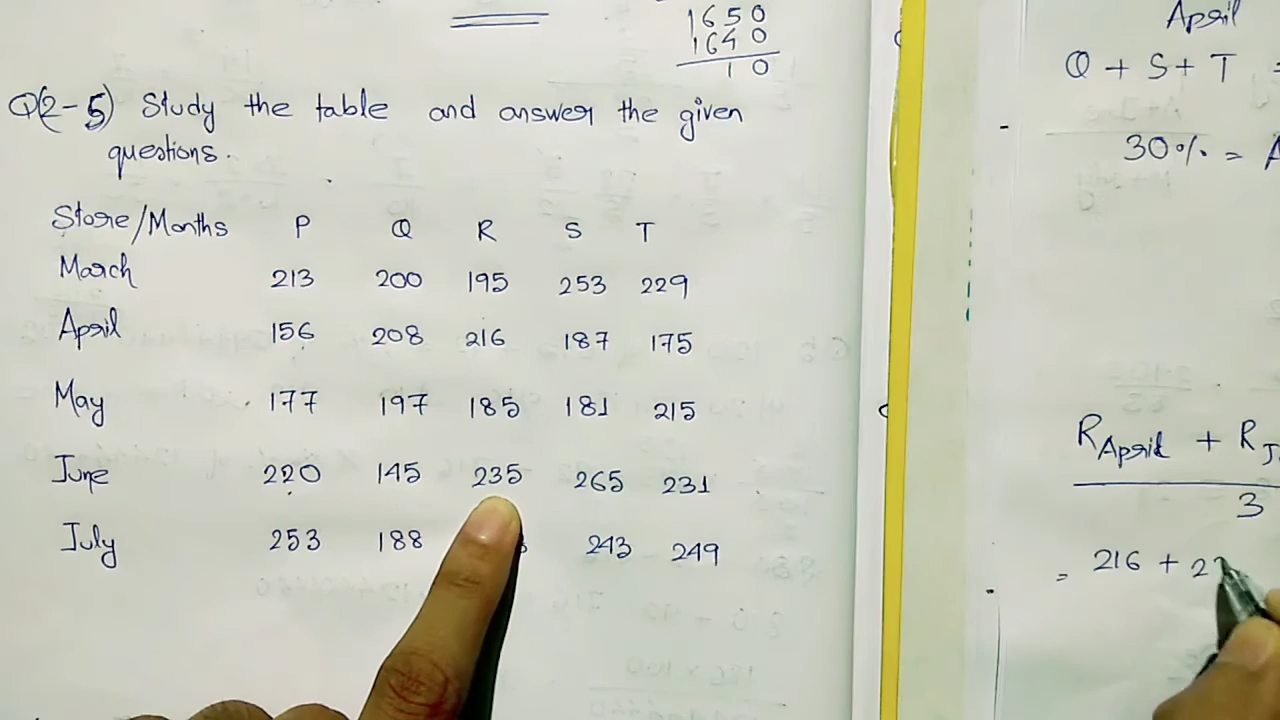 1650
1640
10
Q(2-5) Study the table and answer the given
questions.
Store/Months P Q R S T
March 213 200 195 253 229
April 156 208 216 187 175
May 177 197 185 181 215
June 220 145 235 265 231
July 253 188 243 249
April
Q + S + T =
30% = A
R April + R J
3
= 216 + 23